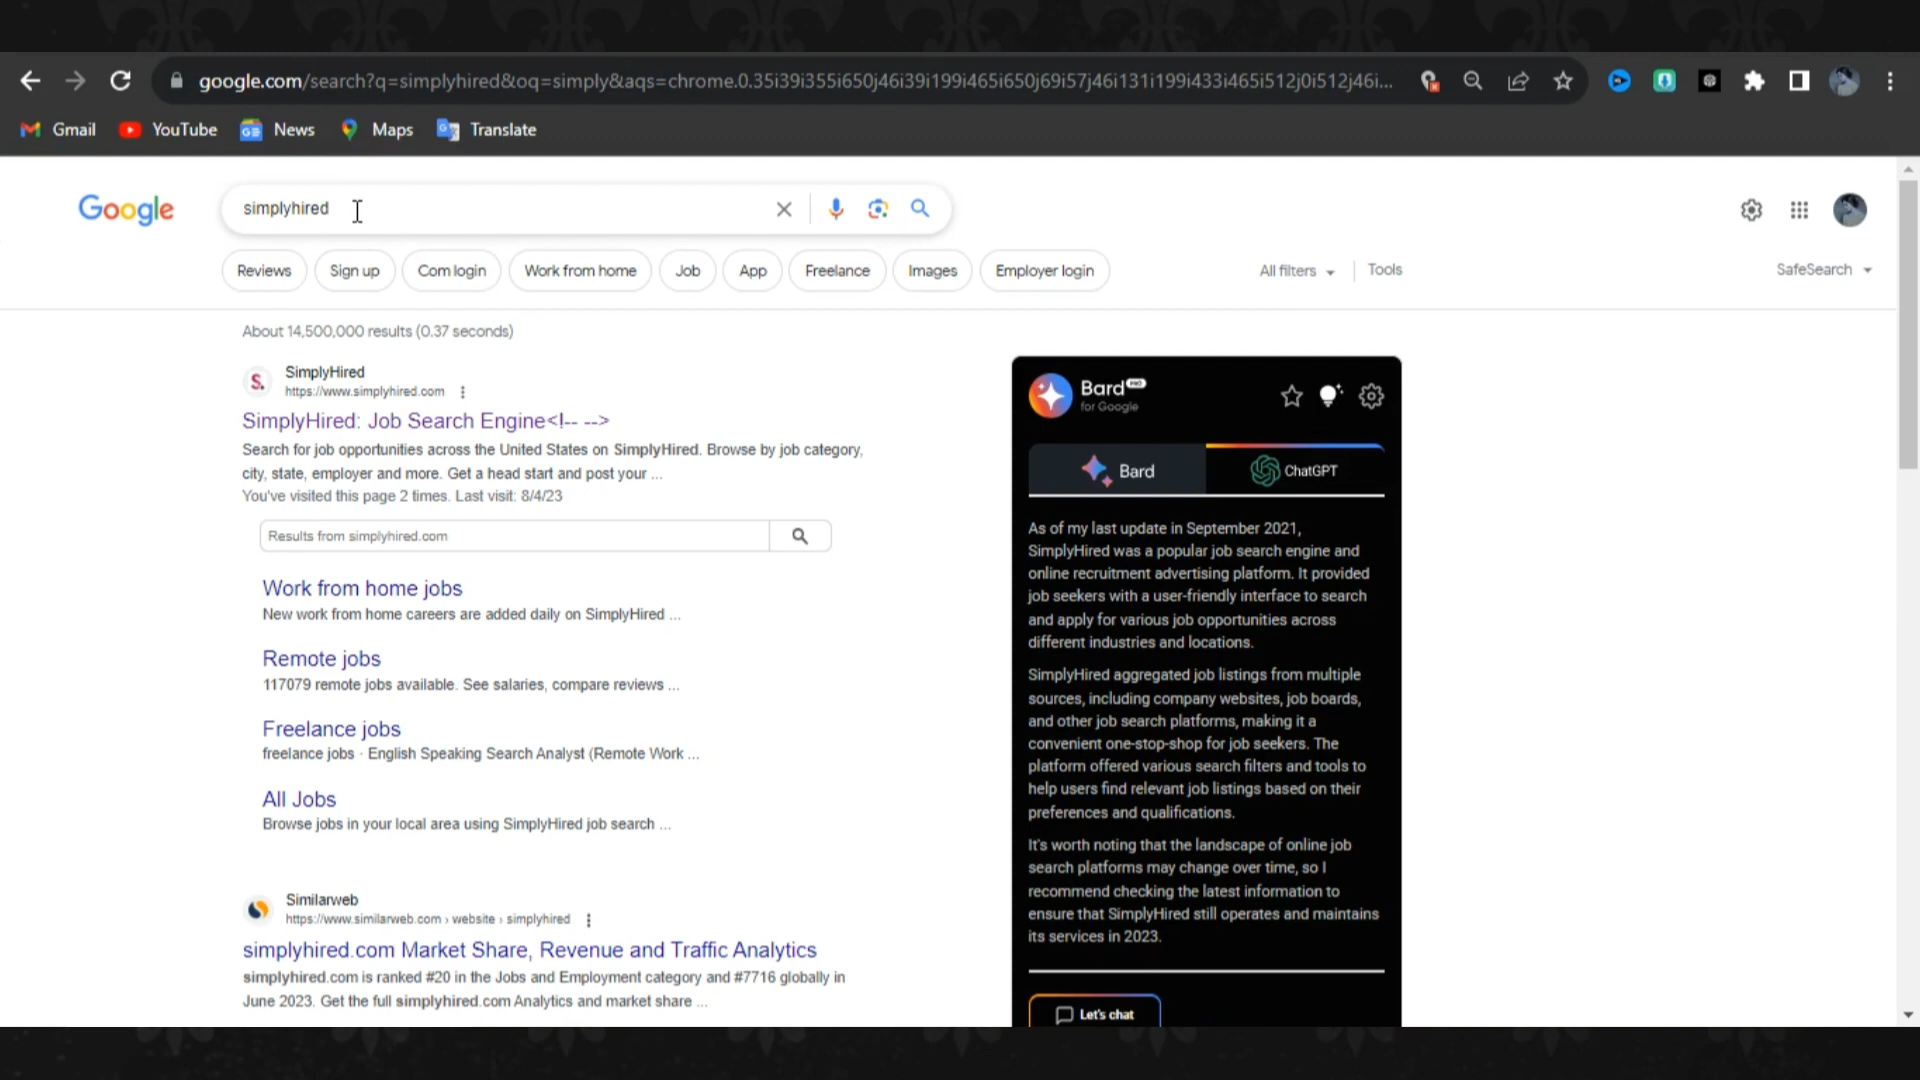 google.com/search?q=simplyhired&oq=simply&aqs=chrome.0.35i39i355i650j46i39i199i465i650j69i57j46i131i199i433i465i512j0i512j46i...
Gmail YouTube News Maps Translate
Google
simplyhired
Reviews Sign up Com login Work from home Job App Freelance Images Employer login All filters Tools SafeSearch
About 14,500,000 results (0.37 seconds)
S.
SimplyHired
https://www.simplyhired.com
SimplyHired: Job Search Engine<!-- -->
Search for job opportunities across the United States on SimplyHired. Browse by job category,
city, state, employer and more. Get a head start and post your ...
You've visited this page 2 times. Last visit: 8/4/23
Results from simplyhired.com
Work from home jobs
New work from home careers are added daily on SimplyHired ...
Remote jobs
117079 remote jobs available. See salaries, compare reviews ...
Freelance jobs
freelance jobs · English Speaking Search Analyst (Remote Work ...
All Jobs
Browse jobs in your local area using SimplyHired job search ...
Similarweb
https://www.similarweb.com › website › simplyhired
simplyhired.com Market Share, Revenue and Traffic Analytics
simplyhired.com is ranked #20 in the Jobs and Employment category and #7716 globally in
June 2023. Get the full simplyhired.com Analytics and market share ...
Bard PRO
for Google
Bard ChatGPT
As of my last update in September 2021,
SimplyHired was a popular job search engine and
online recruitment advertising platform. It provided
job seekers with a user-friendly interface to search
and apply for various job opportunities across
different industries and locations.
SimplyHired aggregated job listings from multiple
sources, including company websites, job boards,
and other job search platforms, making it a
convenient one-stop-shop for job seekers. The
platform offered various search filters and tools to
help users find relevant job listings based on their
preferences and qualifications.
It's worth noting that the landscape of online job
search platforms may change over time, so I
recommend checking the latest information to
ensure that SimplyHired still operates and maintains
its services in 2023.
Let's chat